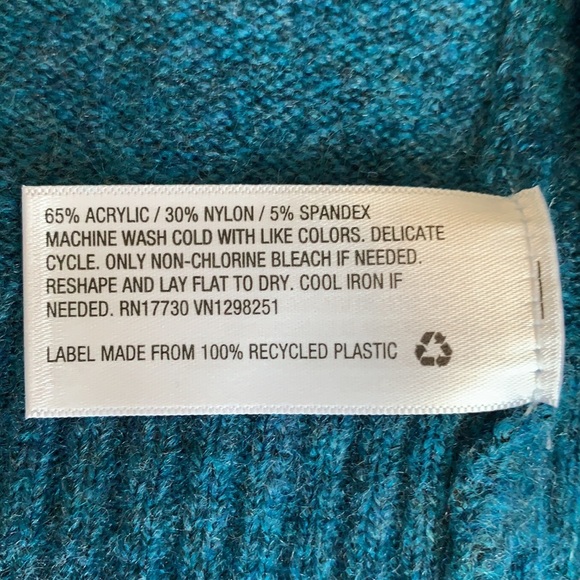 65% ACRYLIC / 30% NYLON / 5% SPANDEX
MACHINE WASH COLD WITH LIKE COLORS. DELICATE
CYCLE. ONLY NON-CHLORINE BLEACH IF NEEDED.
RESHAPE AND LAY FLAT TO DRY. COOL IRON IF
NEEDED. RN17730 VN1298251
LABEL MADE FROM 100% RECYCLED PLASTIC